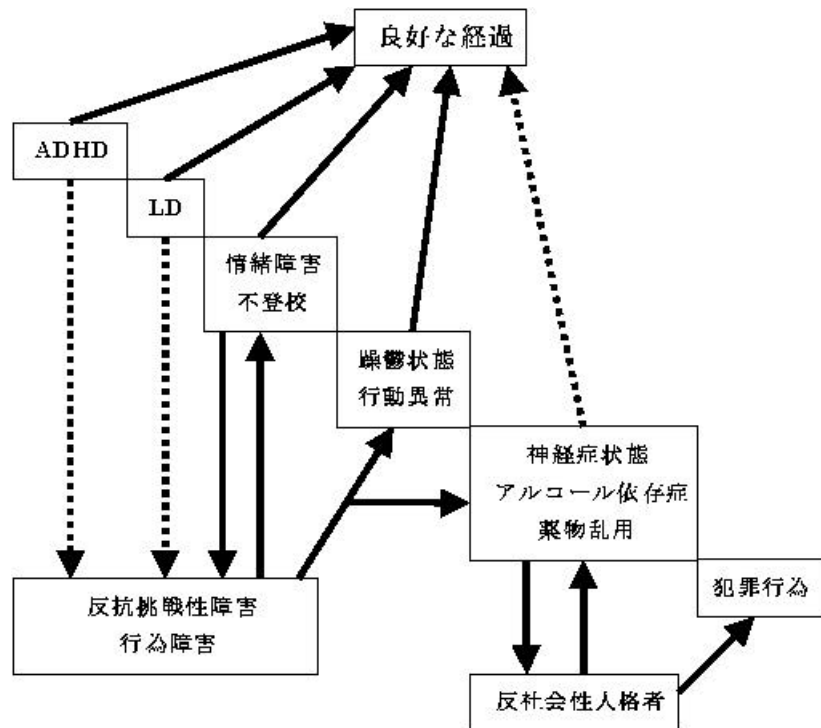 良好な経過
ADHD
LD
情緒障害
不登校
躁鬱状態
行動異常
神経症状態
アルコール依存症
薬物乱用
犯罪行為
反抗挑戦性障害
行為障害
反社会性人格者